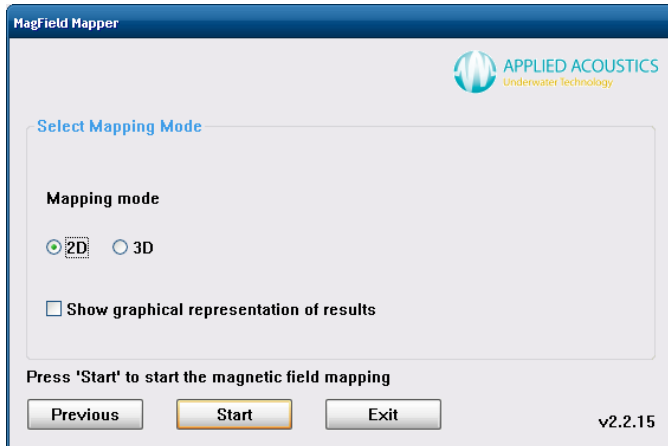 MagField Mapper
APPLIED ACOUSTICS
Underwater Technology
Select Mapping Mode
Mapping mode
2D 3D
Show graphical representation of results
Press 'Start' to start the magnetic field mapping
Previous Start Exit
v2.2.15